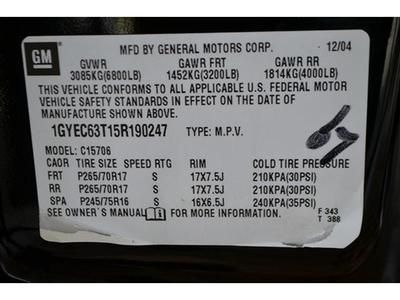 GM
MFD BY GENERAL MOTORS CORP. 12/04
GVWR GAWR FRT GAWR RR
3085KG(6800LB) 1452KG(3200LB) 1814KG(4000LB)
THIS VEHICLE CONFORMS TO ALL APPLICABLE U.S. FEDERAL MOTOR
VEHICLE SAFETY STANDARDS IN EFFECT ON THE DATE OF
MANUFACTURE SHOWN ABOVE.
1GYEC63T15R190247 TYPE: M.P.V.
MODEL: C15706
CAOR TIRE SIZE SPEED RTG RIM COLD TIRE PRESSURE
FRT P265/70R17 S 17X7.5J 210KPA(30PSI)
RR P265/70R17 S 17X7.5J 210KPA(30PSI)
SPA P245/75R16 S 16X6.5J 240KPA(35PSI)
SEE OWNER'S MANUAL FOR MORE INFORMATION. F 343
T 388